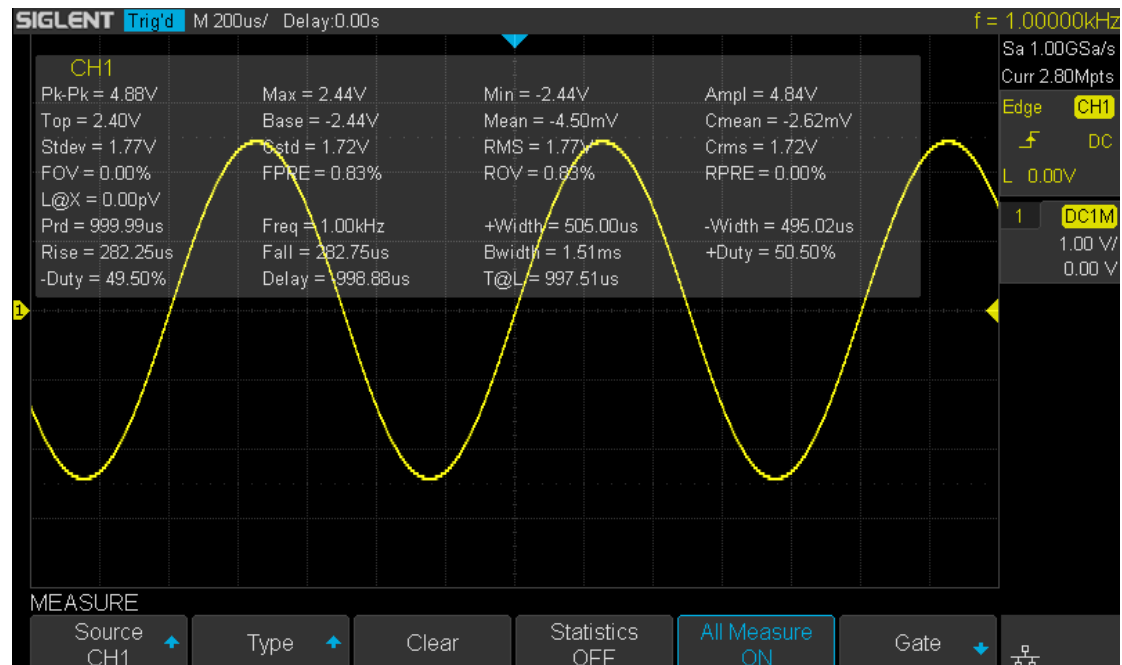 SIGLENT Trig'd M 200us/ Delay:0.00s f = 1.00000kHz
Sa 1.00GSa/s
Curr 2.80Mpts
CH1
Pk-Pk = 4.88V Max = 2.44V Min = -2.44V Ampl = 4.84V
Top = 2.40V Base = -2.44V Mean = -4.50mV Cmean = -2.62mV
Stdev = 1.77V Cstd = 1.72V RMS = 1.77V Crms = 1.72V
FOV = 0.00% FPRE = 0.83% ROV = 0.83% RPRE = 0.00%
L@X = 0.00pV
Prd = 999.99us Freq = 1.00kHz +Width = 505.00us -Width = 495.02us
Rise = 282.25us Fall = 282.75us Bwidth = 1.51ms +Duty = 50.50%
-Duty = 49.50% Delay = -998.88us T@L = 997.51us
Edge CH1
DC
L 0.00V
1 DC1M
1.00 V/
0.00 V
1
MEASURE
Source CH1
Type
Clear
Statistics OFF
All Measure ON
Gate